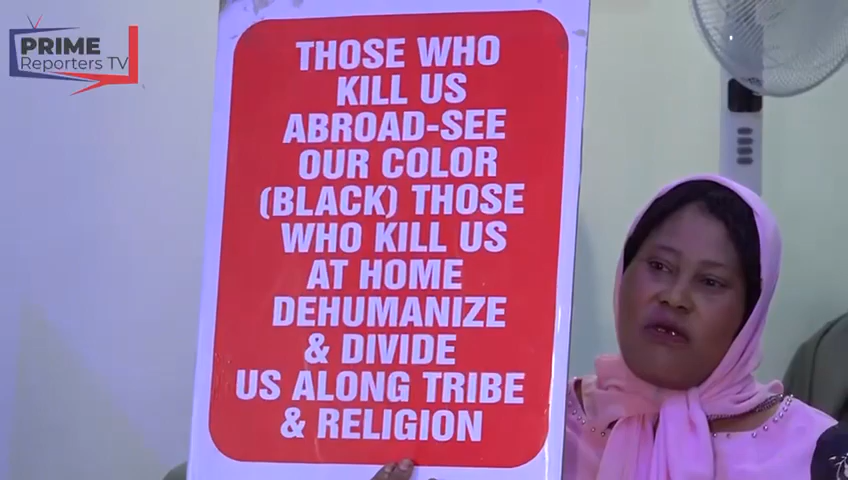 PRIME
Reporters TV
THOSE WHO
KILL US
ABROAD-SEE
OUR COLOR
(BLACK) THOSE
WHO KILL US
AT HOME
DEHUMANIZE
& DIVIDE
US ALONG TRIBE
& RELIGION